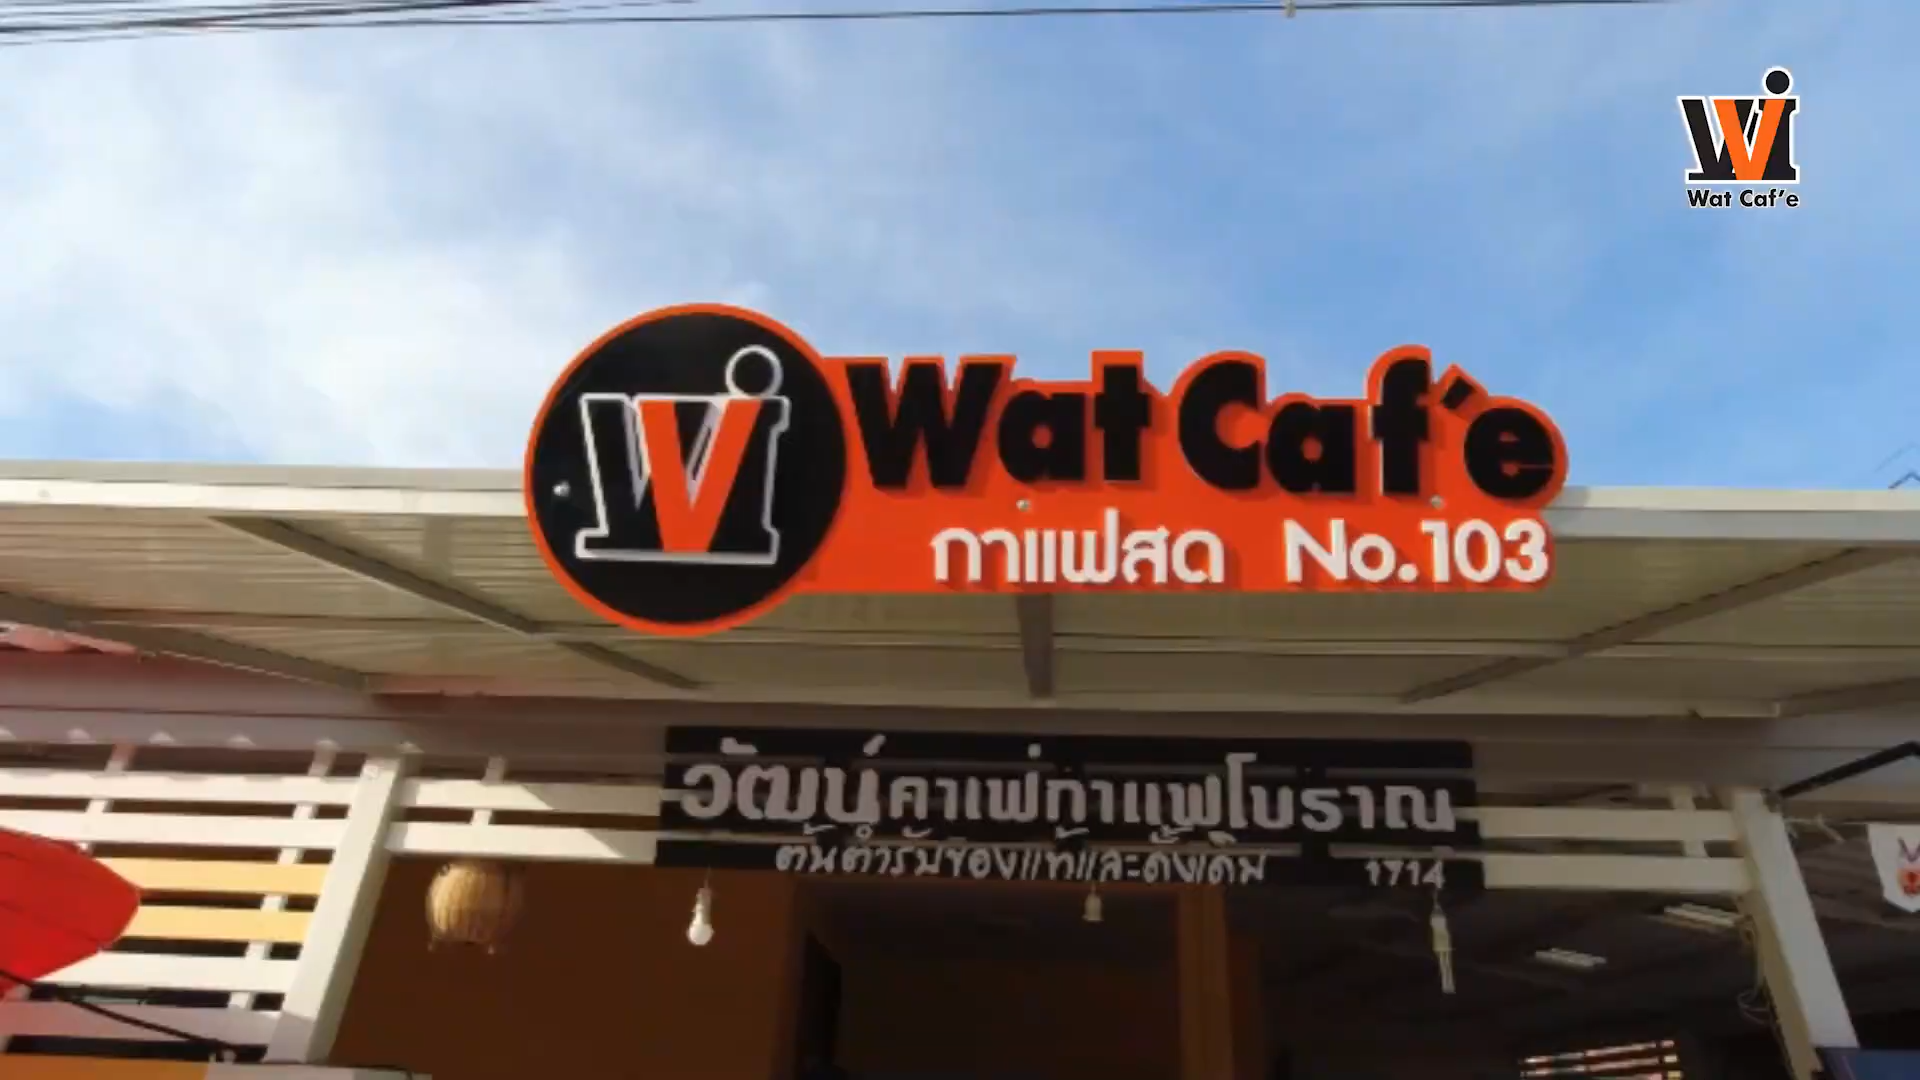 Wat Caf'e
Wat Caf'e
กาแฟสด No.103
วัฒน์คาเฟ่กาแฟโบราณ
ต้นตำรับของแท้และดั้งเดิม 1714